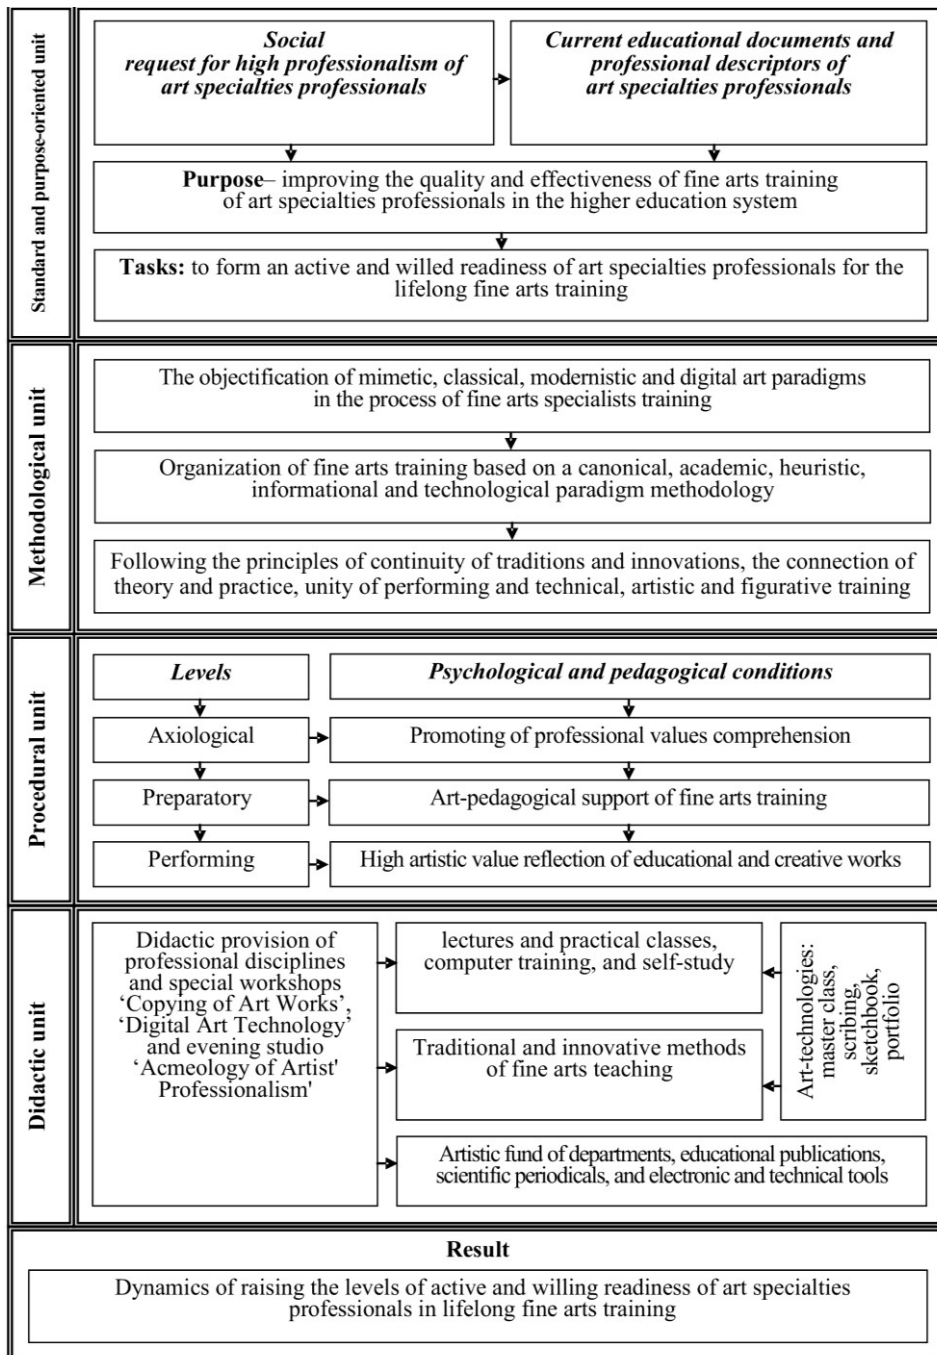 Standard and purpose-oriented unit
Social
request for high professionalism of
art specialties professionals
Current educational documents and
professional descriptors of
art specialties professionals
Purpose– improving the quality and effectiveness of fine arts training
of art specialties professionals in the higher education system
Tasks: to form an active and willed readiness of art specialties professionals for the
lifelong fine arts training
Methodological unit
The objectification of mimetic, classical, modernistic and digital art paradigms
in the process of fine arts specialists training
Organization of fine arts training based on a canonical, academic, heuristic,
informational and technological paradigm methodology
Following the principles of continuity of traditions and innovations, the connection of
theory and practice, unity of performing and technical, artistic and figurative training
Procedural unit
Levels
Psychological and pedagogical conditions
Axiological
Promoting of professional values comprehension
Preparatory
Art-pedagogical support of fine arts training
Performing
High artistic value reflection of educational and creative works
Didactic unit
Didactic provision of
professional disciplines
and special workshops
‘Copying of Art Works’,
‘Digital Art Technology’
and evening studio
‘Acmeology of Artist'
Professionalism'
lectures and practical classes,
computer training, and self-study
Traditional and innovative methods
of fine arts teaching
Artistic fund of departments, educational publications,
scientific periodicals, and electronic and technical tools
Art-technologies:
master class,
scribing,
sketchbook,
portfolio
Result
Dynamics of raising the levels of active and willing readiness of art specialties
professionals in lifelong fine arts training